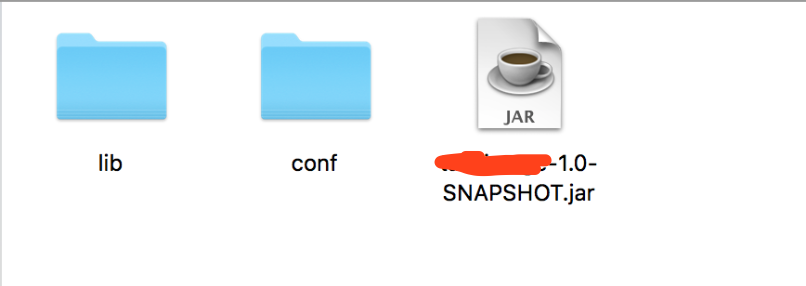 JAR
lib
conf
-1.0-
SNAPSHOT.jar